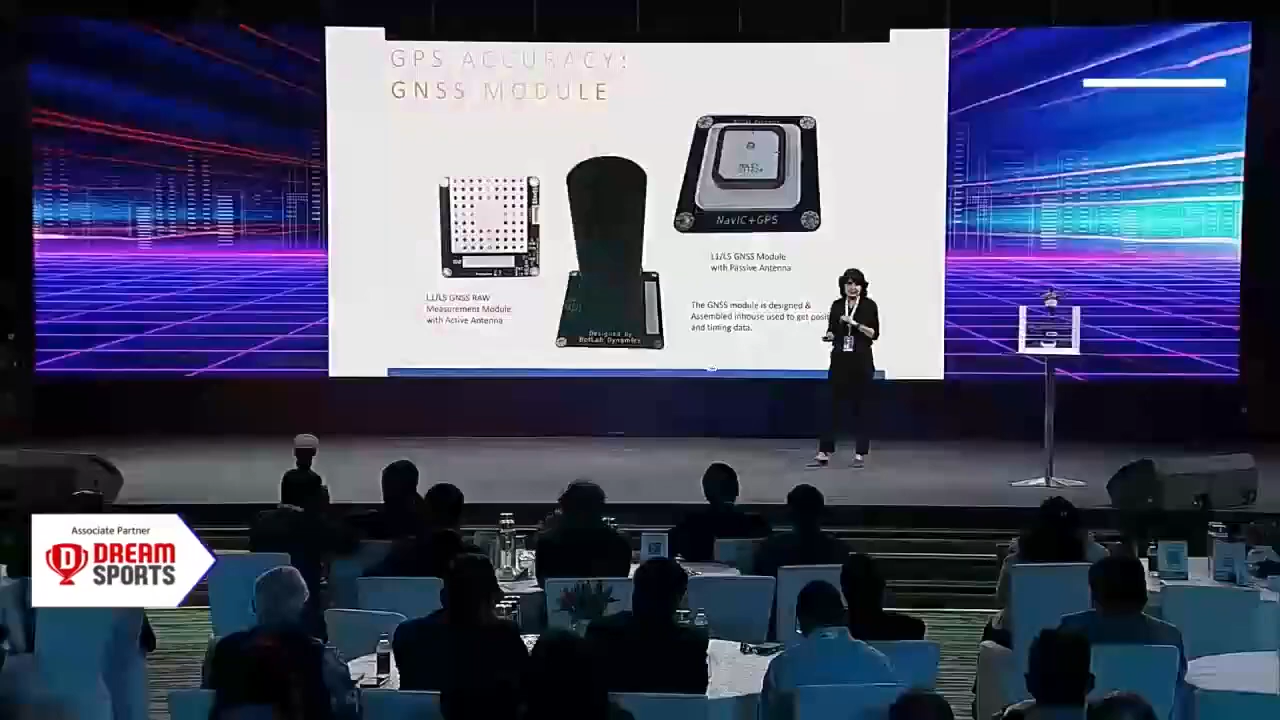 GPS ACCURACY:
GNSS MODULE
NavIC+GPS
L1/L5 GNSS Module
with Passive Antenna
L1/L5 GNSS RAW
Measurement Module
with Active Antenna
The GNSS module is designed &
Assembled inhouse used to get
and timing data.
Designed by
BotLab Dynamics
Associate Partner
D DREAM
SPORTS